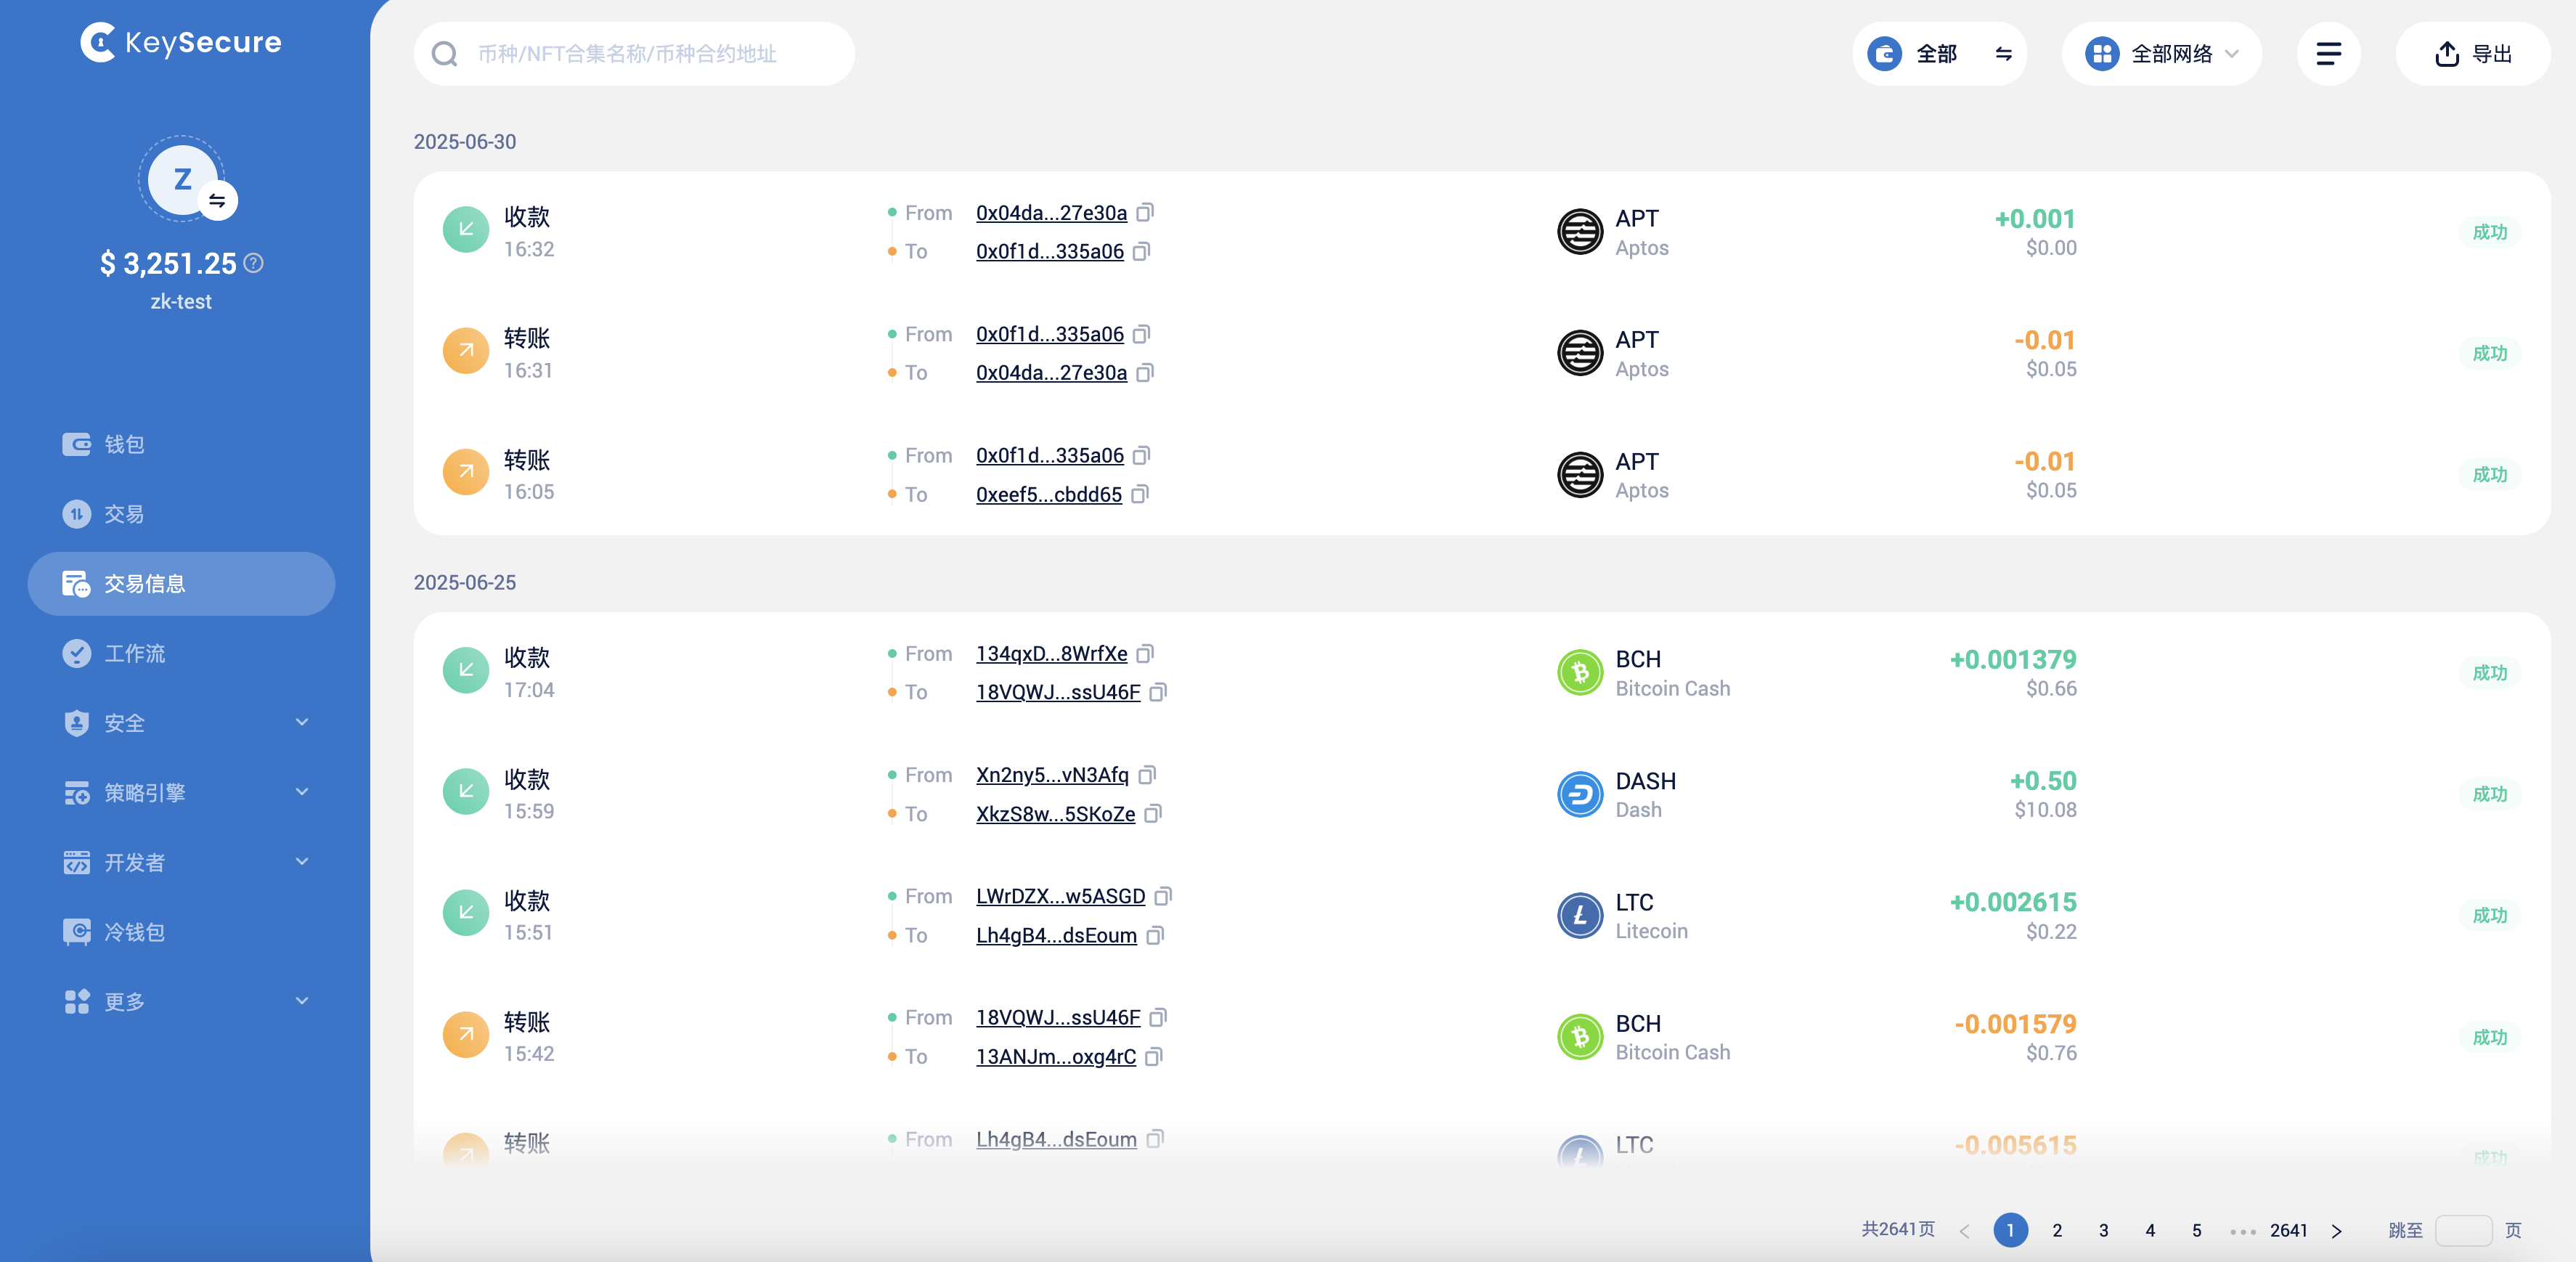 KeySecure
Z
$ 3,251.25
zk-test
钱包
交易
交易信息
工作流
安全
策略引擎
开发者
冷钱包
更多
币种/NFT合集名称/币种合约地址
全部
全部网络
导出
2025-06-30
收款
16:32
From 0x04da...27e30a
To 0x0f1d...335a06
APT
Aptos
+0.001
$0.00
成功
转账
16:31
From 0x0f1d...335a06
To 0x04da...27e30a
APT
Aptos
-0.01
$0.05
成功
转账
16:05
From 0x0f1d...335a06
To 0xeef5...cbdd65
APT
Aptos
-0.01
$0.05
成功
2025-06-25
收款
17:04
From 134qxD...8WrfXe
To 18VQWJ...ssU46F
BCH
Bitcoin Cash
+0.001379
$0.66
成功
收款
15:59
From Xn2ny5...vN3Afq
To XkzS8w...5SKoZe
DASH
Dash
+0.50
$10.08
成功
收款
15:51
From LWrDZX...w5ASGD
To Lh4gB4...dsEoum
LTC
Litecoin
+0.002615
$0.22
成功
转账
15:42
From 18VQWJ...ssU46F
To 13ANJm...oxg4rC
BCH
Bitcoin Cash
-0.001579
$0.76
成功
转账
From Lh4gB4...dsEoum
LTC
-0.005615
成功
共2641页 < 1 2 3 4 5 ••• 2641 > 跳至 页